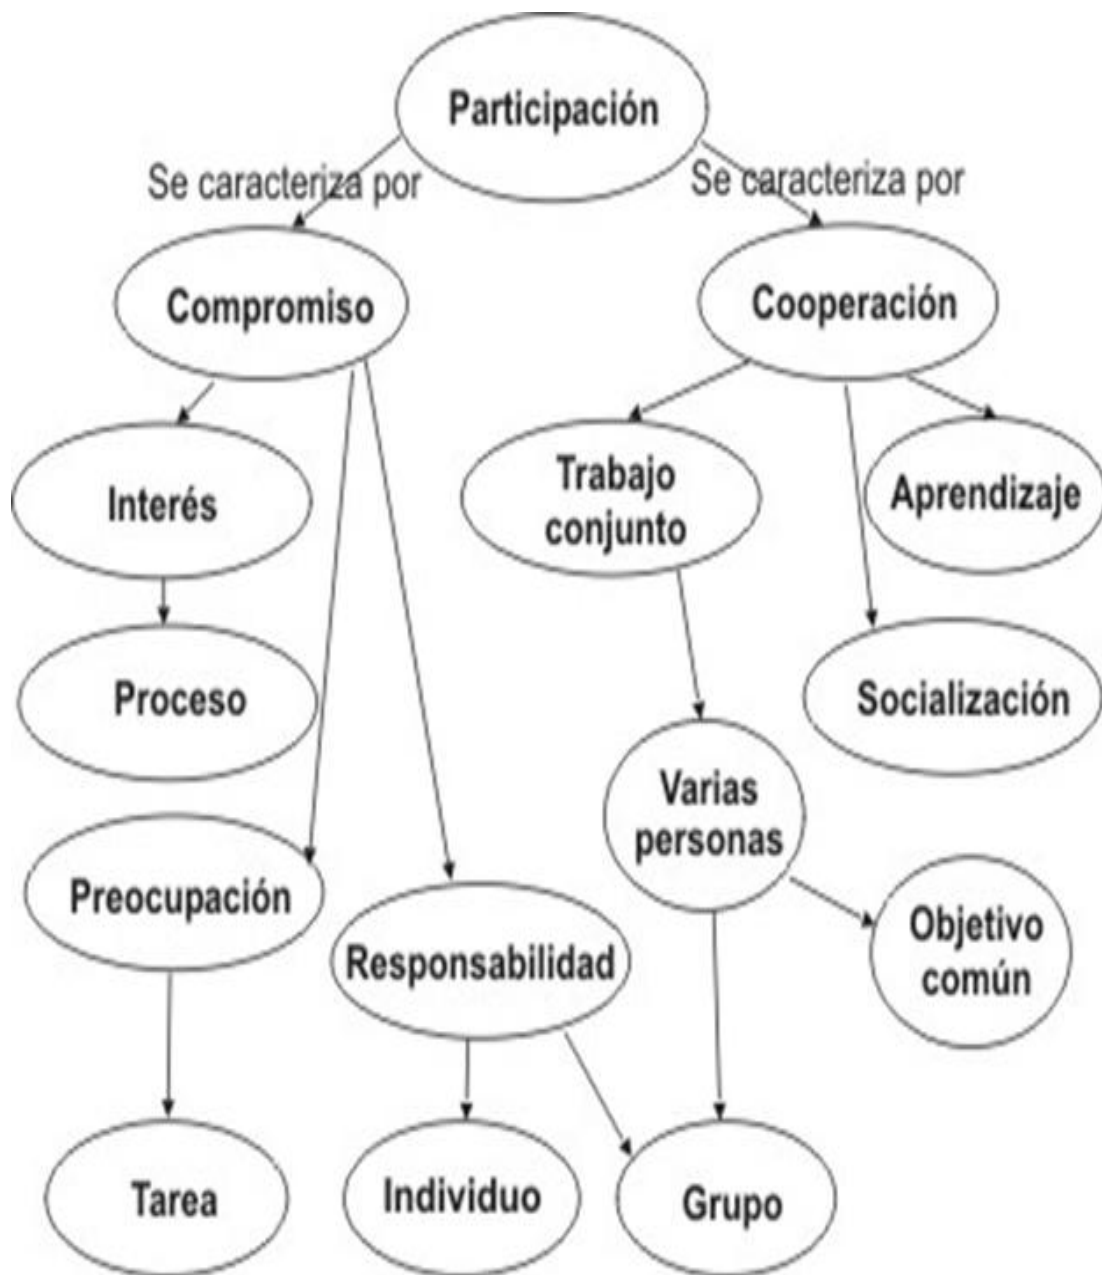 Participación
Se caracteriza por
Se caracteriza por
Compromiso
Cooperación
Interés
Trabajo
conjunto
Aprendizaje
Proceso
Socialización
Varias
personas
Preocupación
Responsabilidad
Objetivo
común
Tarea
Individuo
Grupo